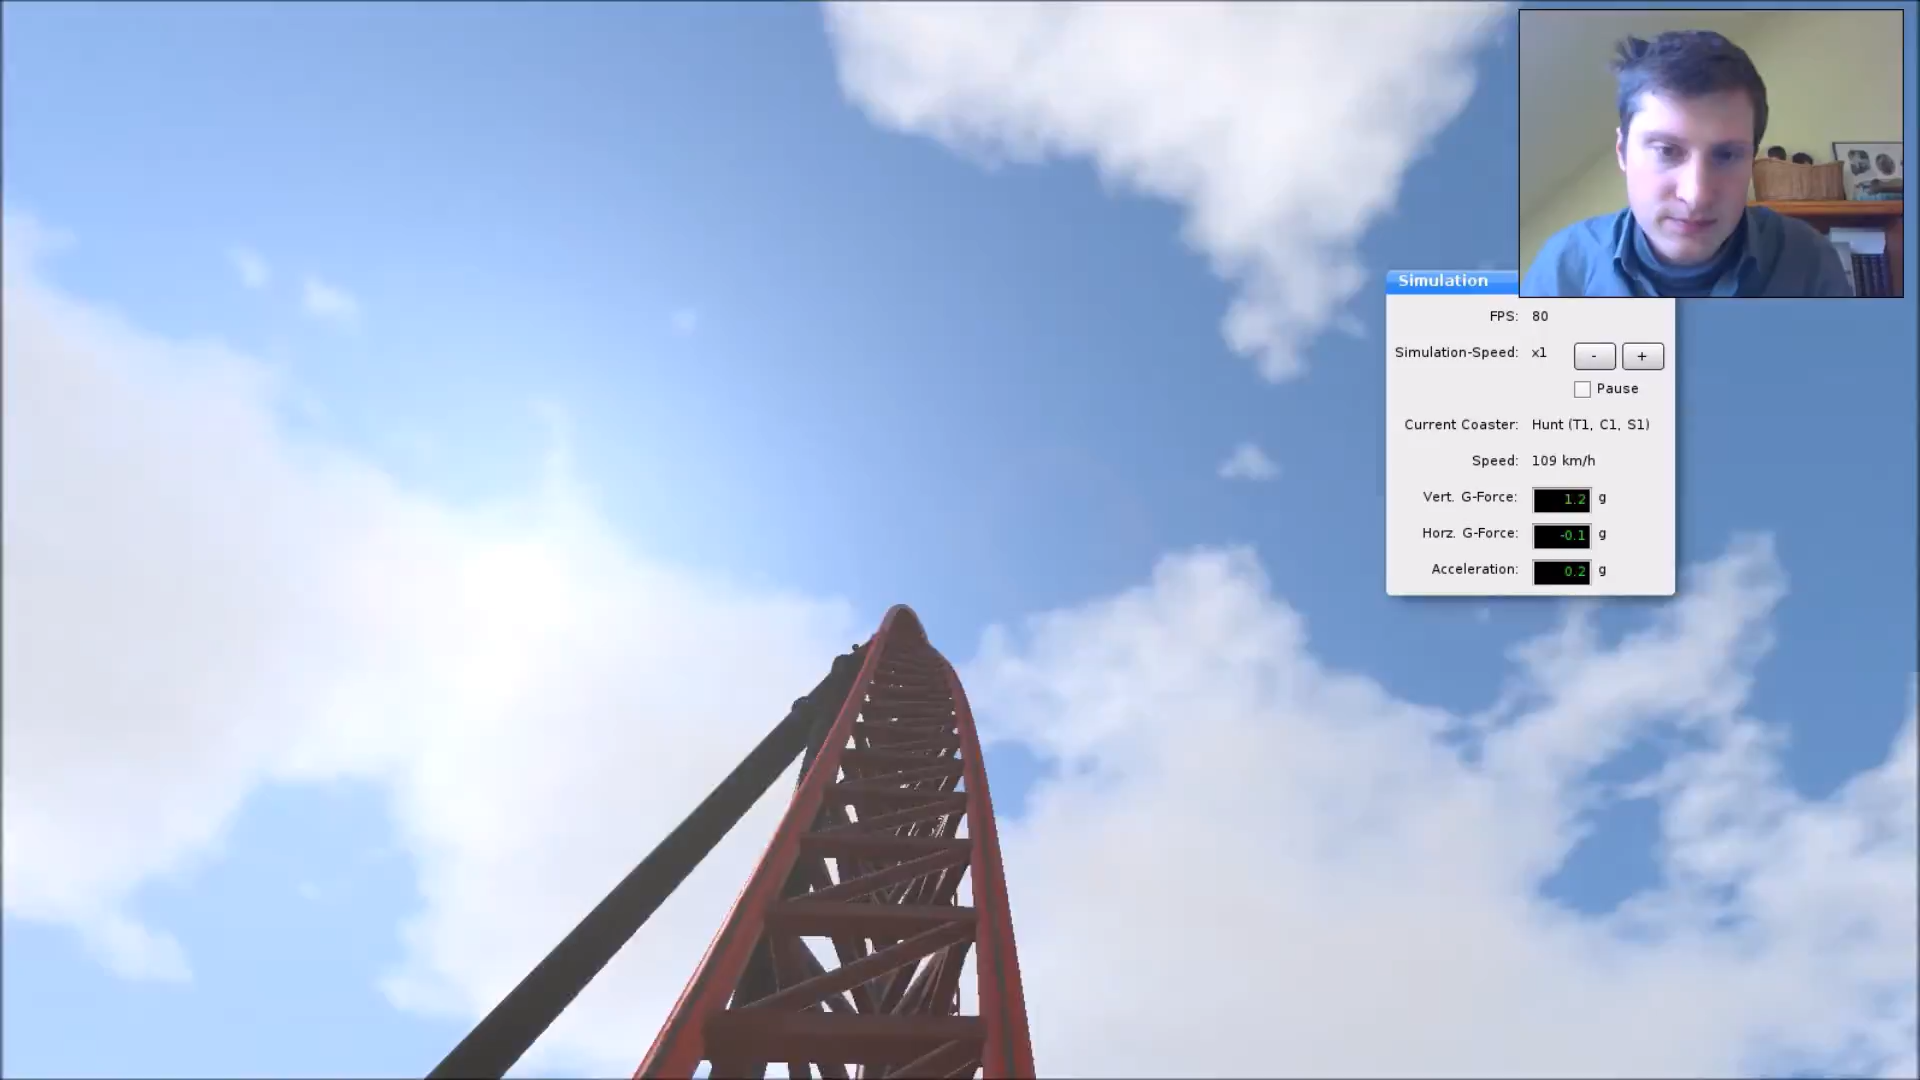 Simulation
FPS: 80
Simulation-Speed: x1 - +
Pause
Current Coaster: Hunt (T1, C1, S1)
Speed: 109 km/h
Vert. G-Force: 1.2 g
Horz. G-Force: -0.1 g
Acceleration: 0.2 g